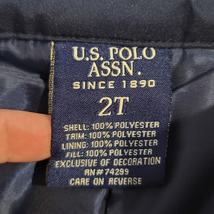 U.S. POLO
ASSN.
SINCE 1890
2T
SHELL: 100% POLYESTER
TRIM: 100% POLYESTER
LINING: 100% POLYESTER
FILL: 100% POLYESTER
EXCLUSIVE OF DECORATION
RN# 74299
CARE ON REVERSE